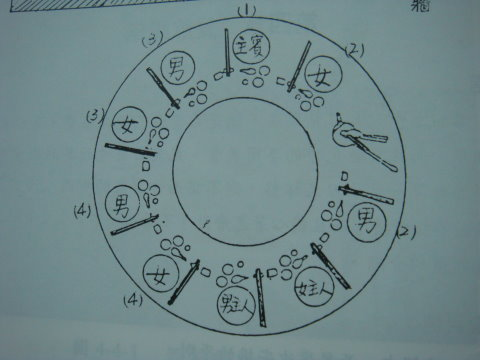 (1)
主賓
(2)
女
(2)
男
女主人
男主人
(4)
女
(4)
男
(3)
女
(3)
男